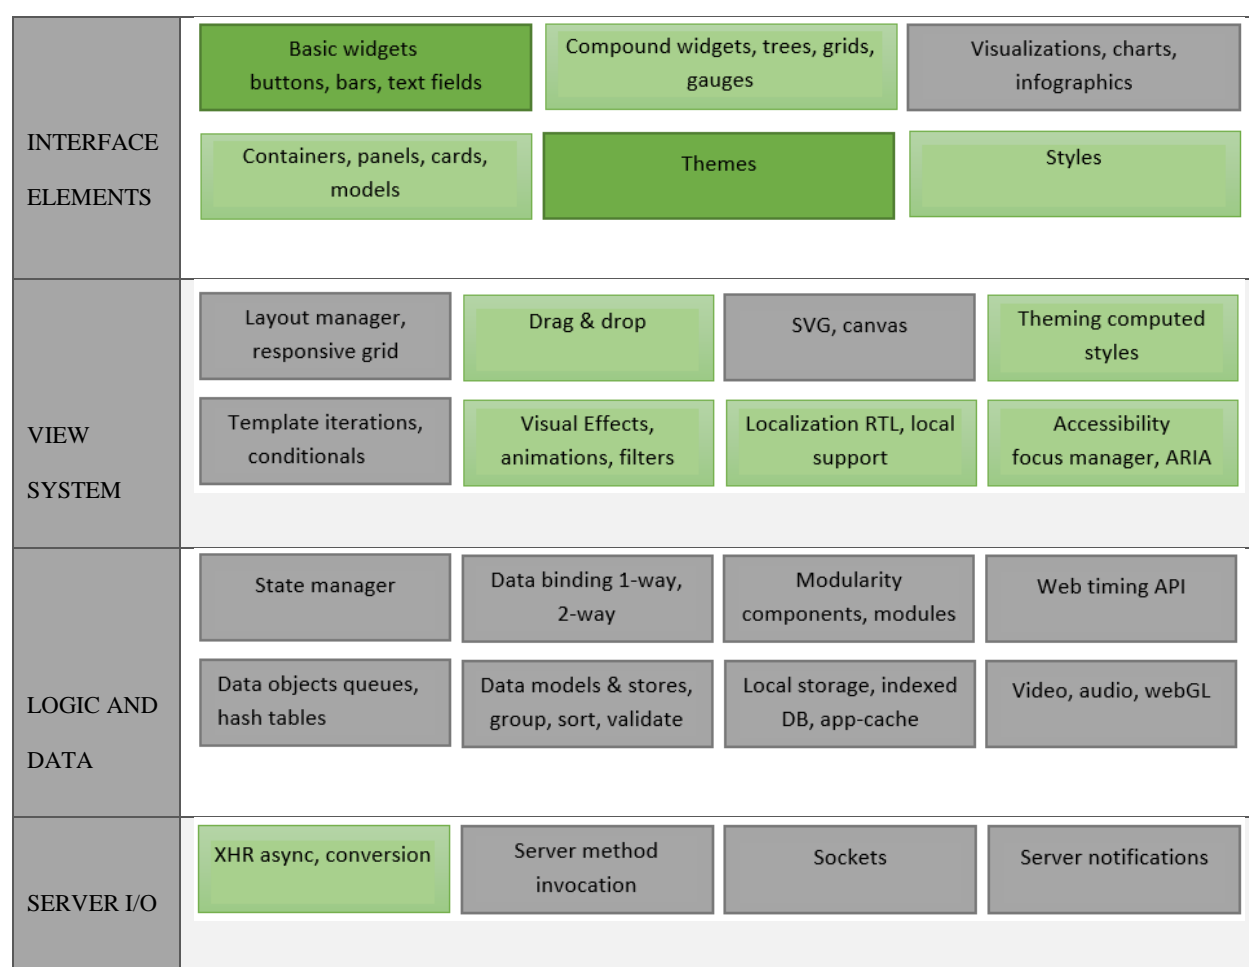 INTERFACE
ELEMENTS
Basic widgets
buttons, bars, text fields
Compound widgets, trees, grids,
gauges
Visualizations, charts,
infographics
Containers, panels, cards,
models
Themes
Styles
VIEW
SYSTEM
Layout manager,
responsive grid
Drag & drop
SVG, canvas
Theming computed
styles
Template iterations,
conditionals
Visual Effects,
animations, filters
Localization RTL, local
support
Accessibility
focus manager, ARIA
LOGIC AND
DATA
State manager
Data binding 1-way,
2-way
Modularity
components, modules
Web timing API
Data objects queues,
hash tables
Data models & stores,
group, sort, validate
Local storage, indexed
DB, app-cache
Video, audio, webGL
SERVER I/O
XHR async, conversion
Server method
invocation
Sockets
Server notifications